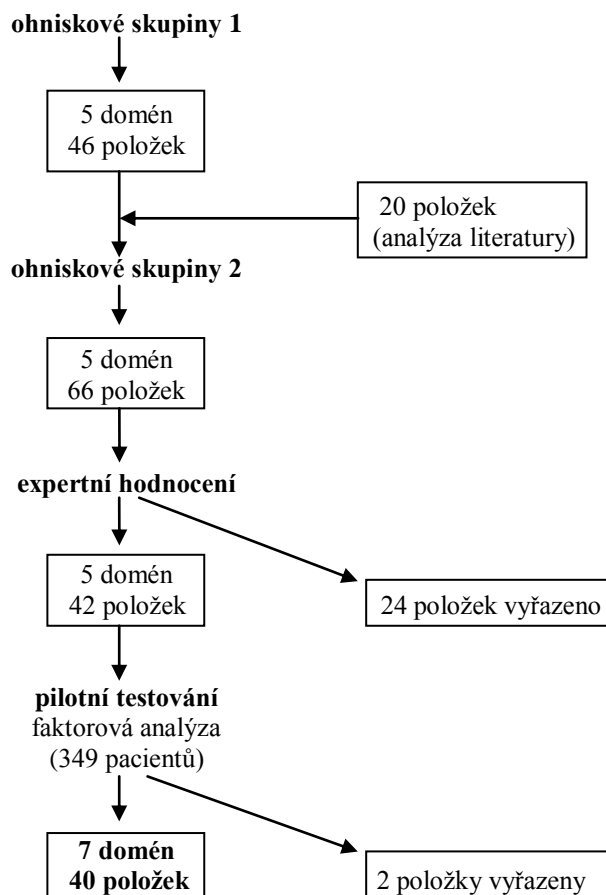 ohniskové skupiny 1
5 domén
46 položek
20 položek
(analýza literatury)
ohniskové skupiny 2
5 domén
66 položek
expertní hodnocení
5 domén
42 položek
24 položek vyřazeno
pilotní testování
faktorová analýza
(349 pacientů)
7 domén
40 položek
2 položky vyřazeny